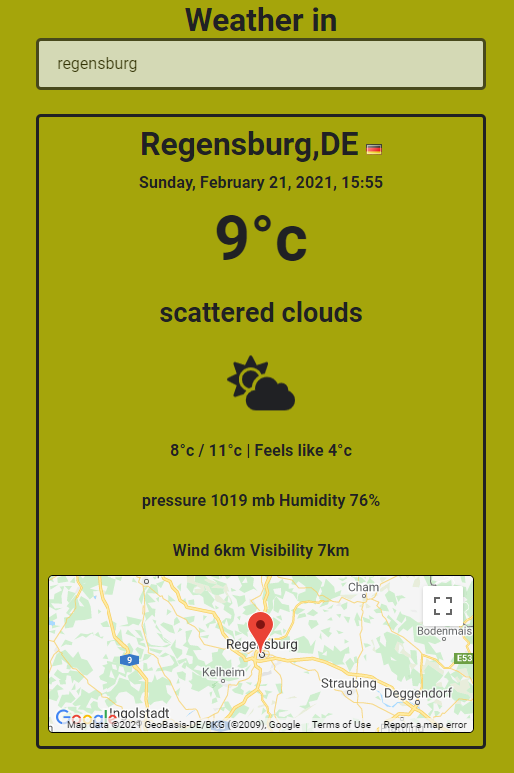 Weather in
regensburg
Regensburg,DE
Sunday, February 21, 2021, 15:55
9°c
scattered clouds
8°c / 11°c | Feels like 4°c
pressure 1019 mb Humidity 76%
Wind 6km Visibility 7km
Cham
Bodenmais
Regensburg
E53
9
Kelheim
Straubing
Deggendorf
Ingolstadt
Google
Map data ©2021 GeoBasis-DE/BKG (©2009), Google Terms of Use Report a map error